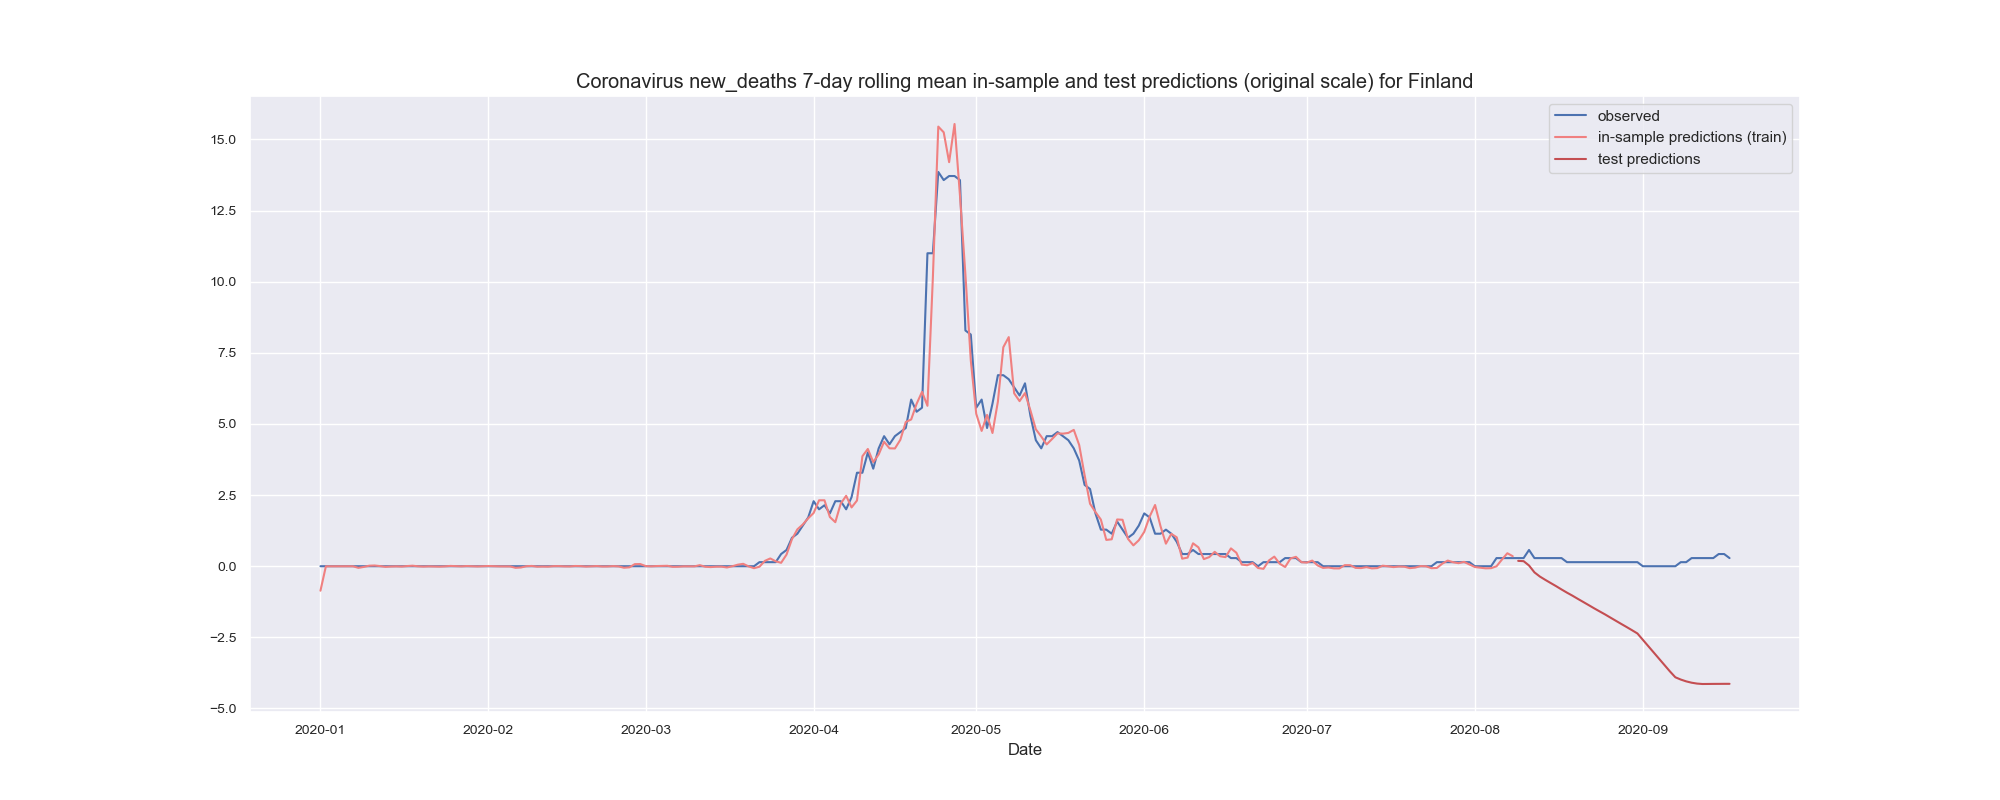 Coronavirus new_deaths 7-day rolling mean in-sample and test predictions (original scale) for Finland
observed
in-sample predictions (train)
test predictions
15.0
12.5
10.0
7.5
5.0
2.5
0.0
−2.5
−5.0
2020-01 2020-02 2020-03 2020-04 2020-05 2020-06 2020-07 2020-08 2020-09
Date